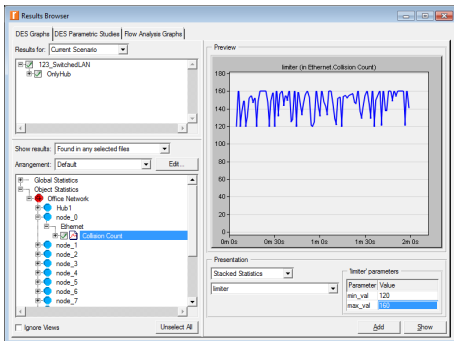 Results Browser
DES Graphs DES Parametric Studies Flow Analysis Graphs
Results for: Current Scenario
123_SwitchedLAN
OnlyHub
Show results: Found in any selected files
Arrangement: Default Edit...
Global Statistics
Object Statistics
Office Network
Hub1
node_0
Ethernet
Collision Count
node_1
node_2
node_3
node_4
node_5
node_6
node_7
Ignore Views Unselect All
Preview
limiter (in Ethernet.Collision Count)
160
140
120
100
80
60
40
20
0
0m 0s 0m 30s 1m 0s 1m 30s 2m 0s
Presentation
Stacked Statistics
limiter
'limiter' parameters
Parameter Value
min_val 120
max_val 160
Add Show